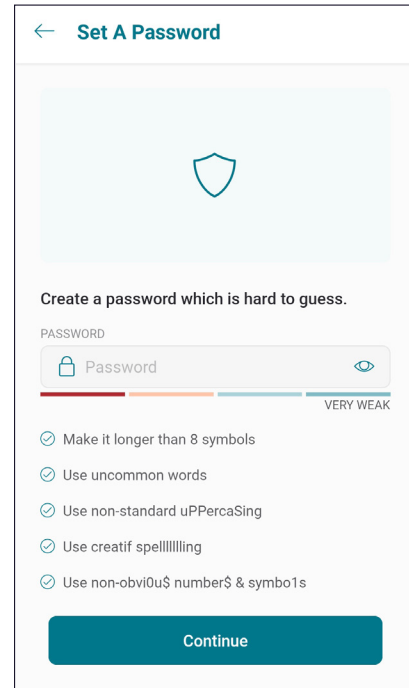 Set A Password
Create a password which is hard to guess.
PASSWORD
Password
VERY WEAK
Make it longer than 8 symbols
Use uncommon words
Use non-standard uPPercaSing
Use creatif spelllllllling
Use non-obvi0u$ number$ & symbo1s
Continue